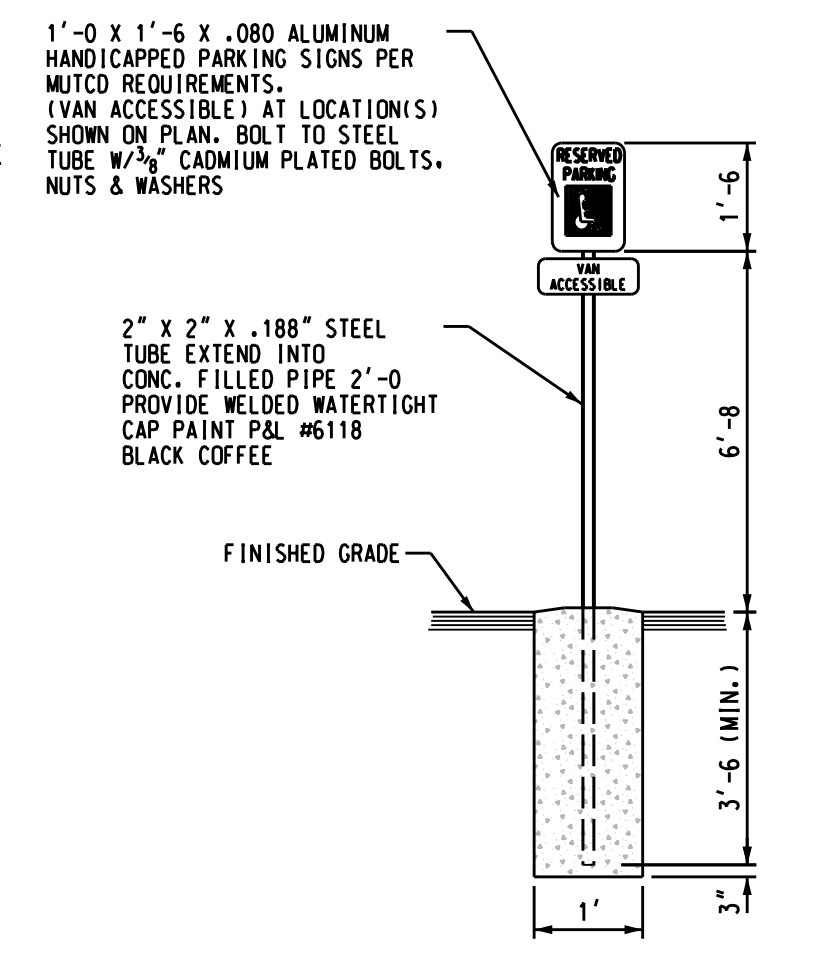 1'-0 X 1'-6 X .080 ALUMINUM
HANDICAPPED PARKING SIGNS PER
MUTCD REQUIREMENTS.
(VAN ACCESSIBLE) AT LOCATION(S)
SHOWN ON PLAN. BOLT TO STEEL
TUBE W/3/8" CADMIUM PLATED BOLTS.
NUTS & WASHERS
RESERVED
PARKING
1'-6
VAN
ACCESSIBLE
2" X 2" X .188" STEEL
TUBE EXTEND INTO
CONC. FILLED PIPE 2'-0
PROVIDE WELDED WATERTIGHT
CAP PAINT P&L #6118
BLACK COFFEE
6'-8
FINISHED GRADE
3'-6 (MIN.)
3"
1'